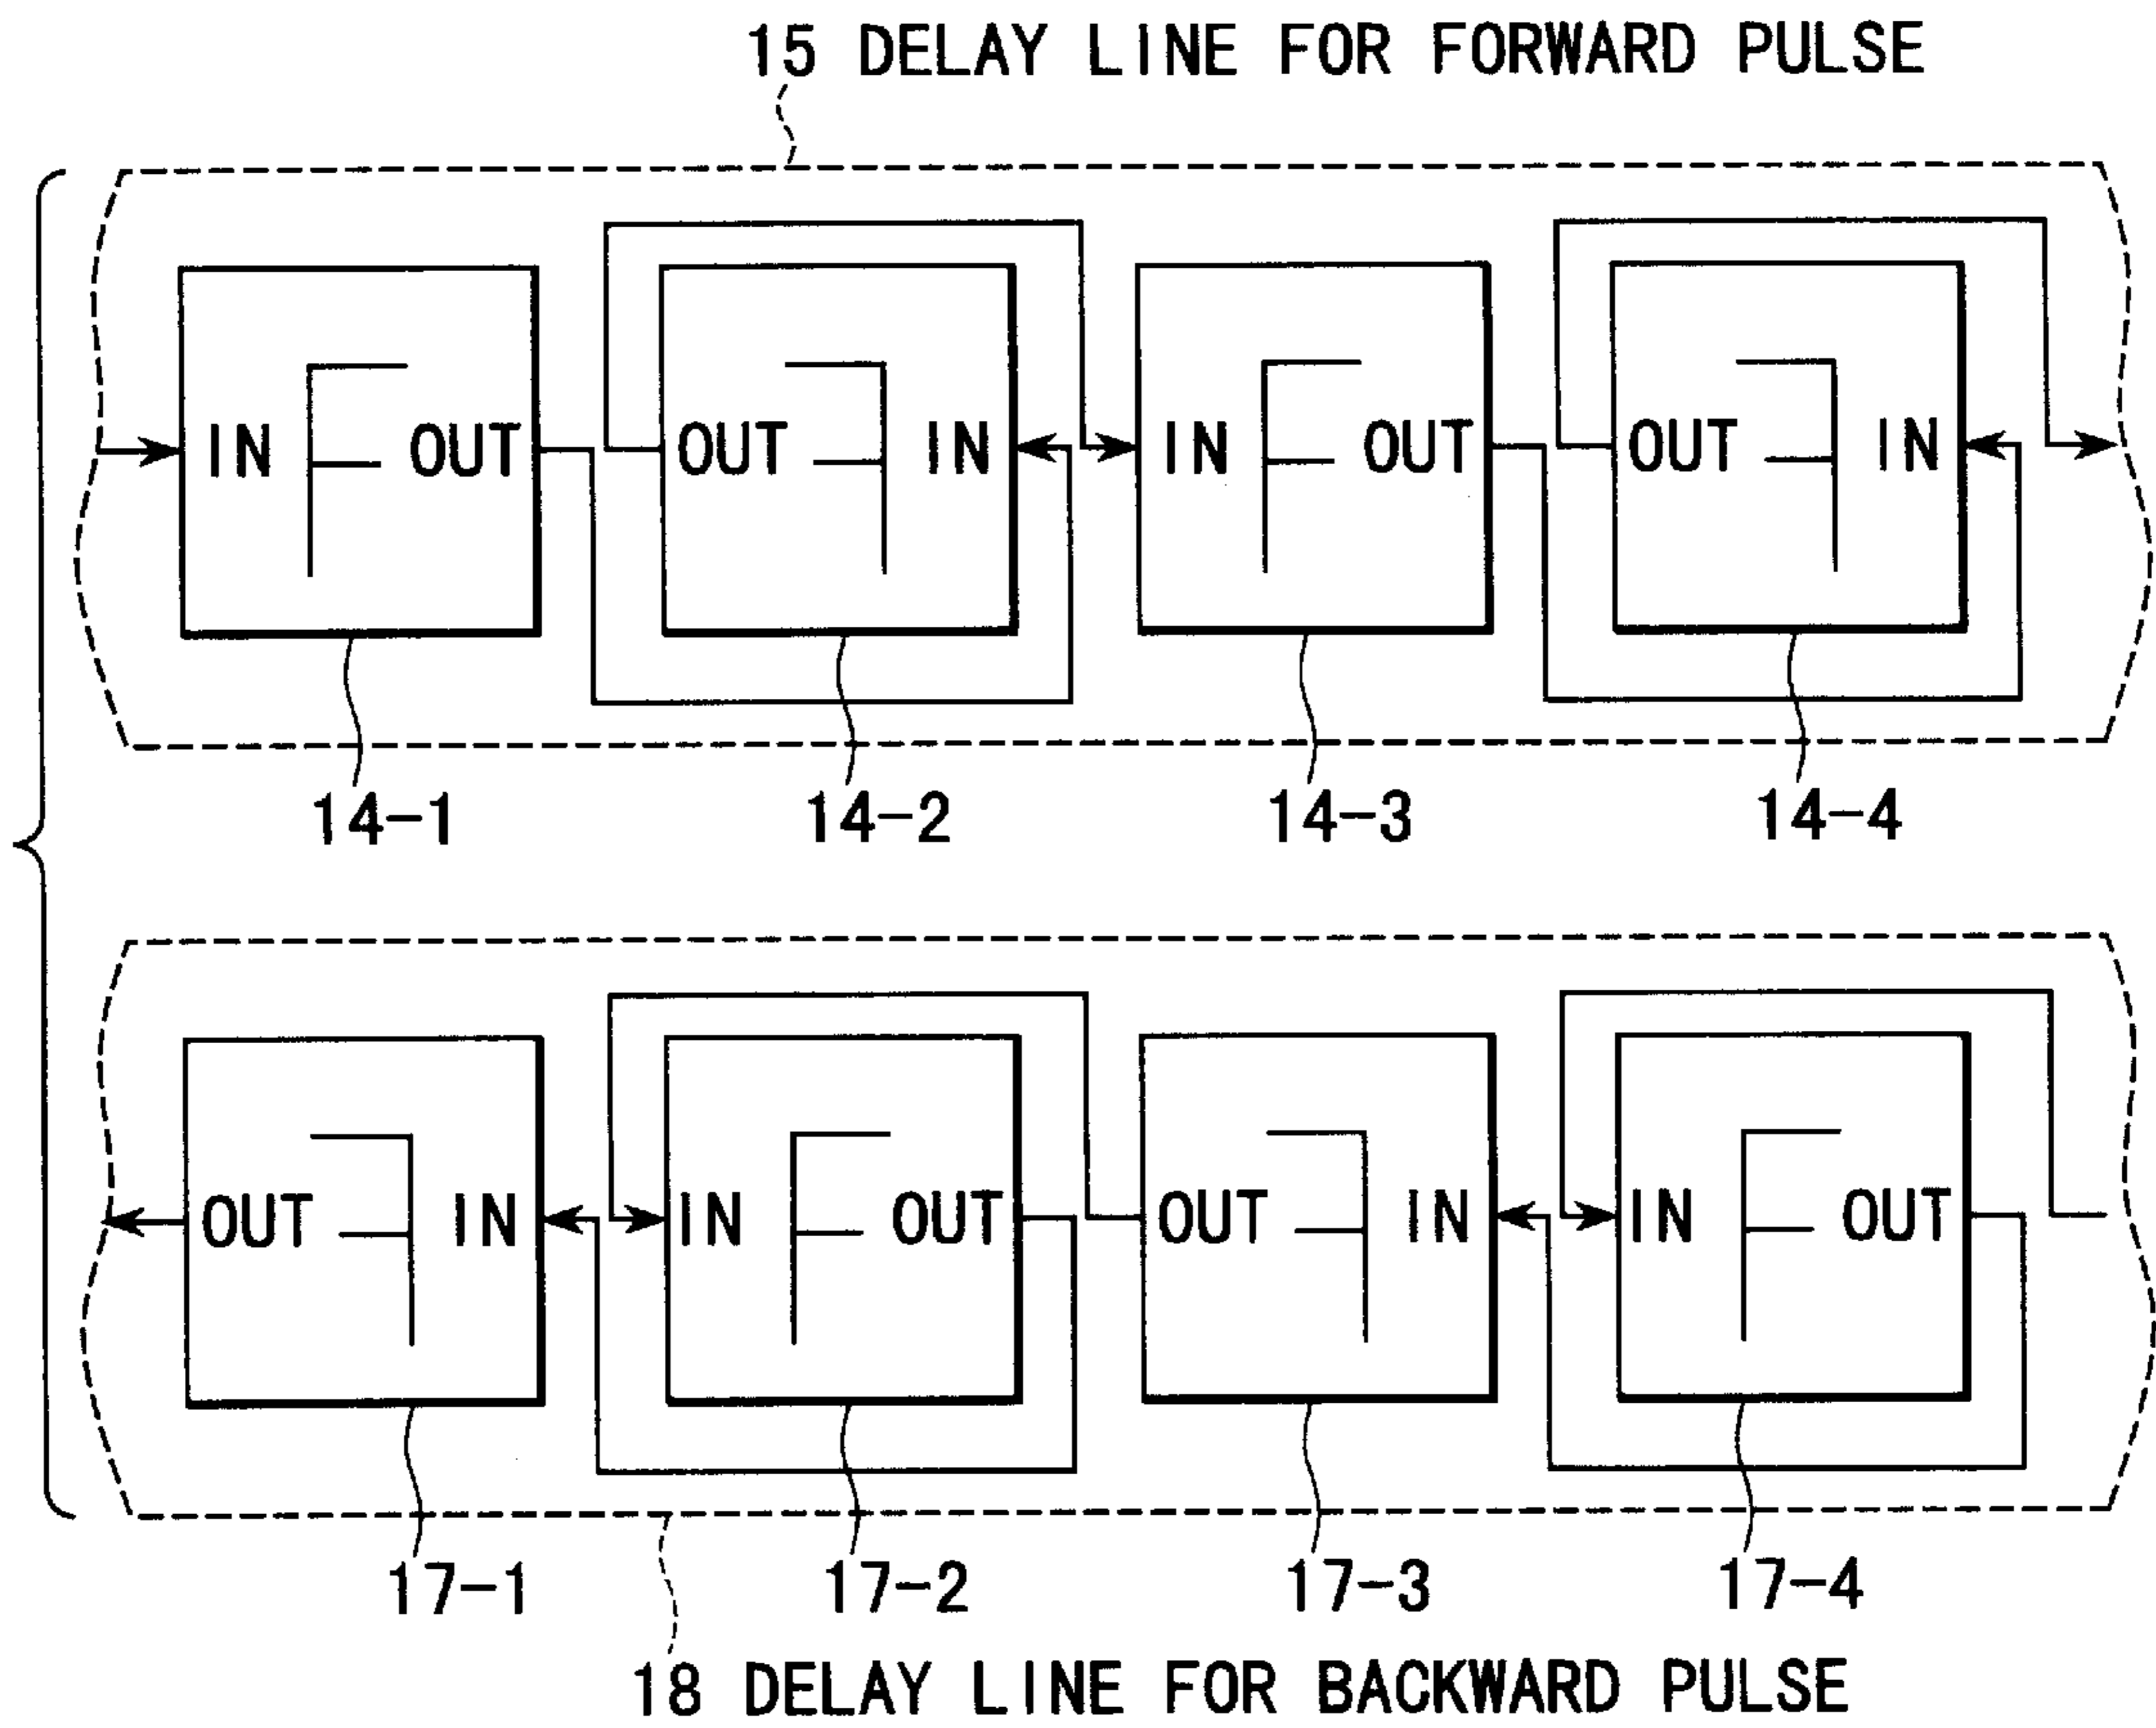 15 DELAY LINE FOR FORWARD PULSE
IN F OUT
OUT F IN
IN F OUT
OUT F IN
14-1
14-2
14-3
14-4
OUT F IN
IN F OUT
OUT F IN
IN F OUT
17-1
17-2
17-3
17-4
18 DELAY LINE FOR BACKWARD PULSE